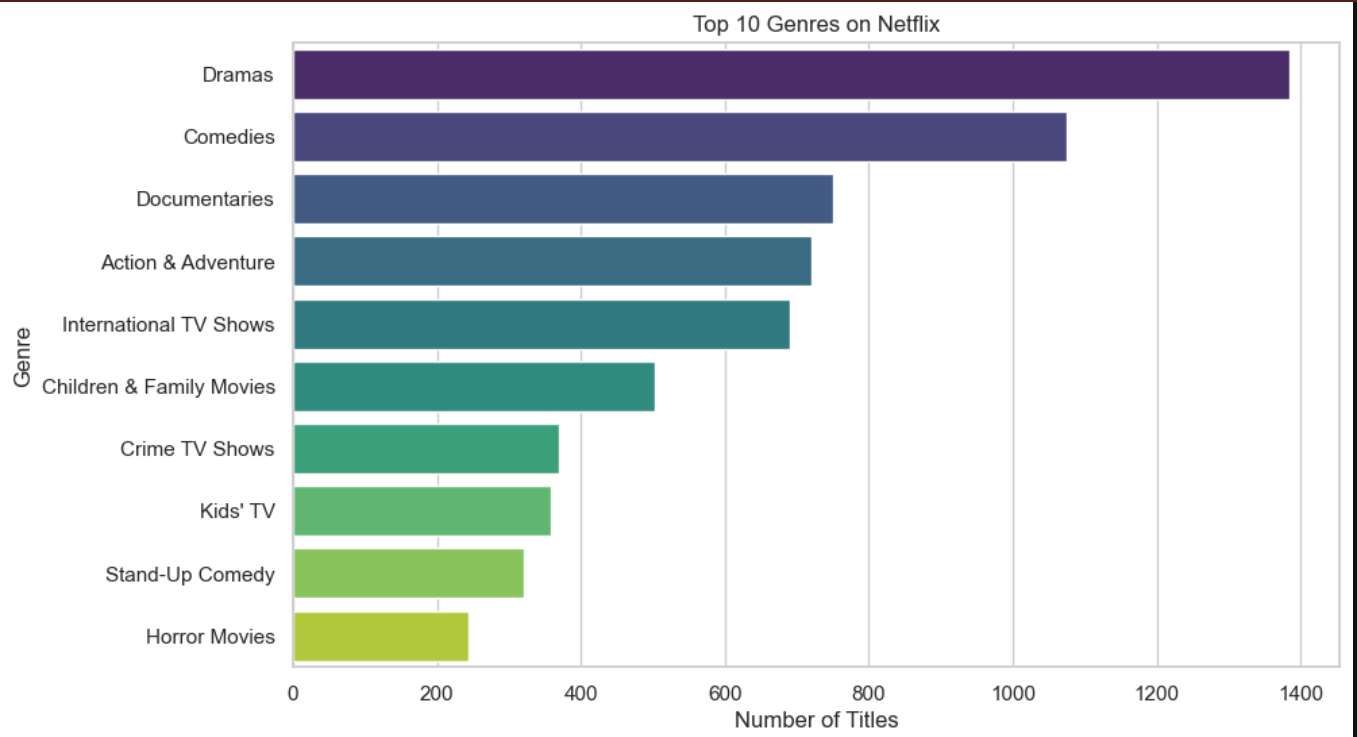 Top 10 Genres on Netflix
Genre
Dramas
Comedies
Documentaries
Action & Adventure
International TV Shows
Children & Family Movies
Crime TV Shows
Kids' TV
Stand-Up Comedy
Horror Movies
0 200 400 600 800 1000 1200 1400
Number of Titles